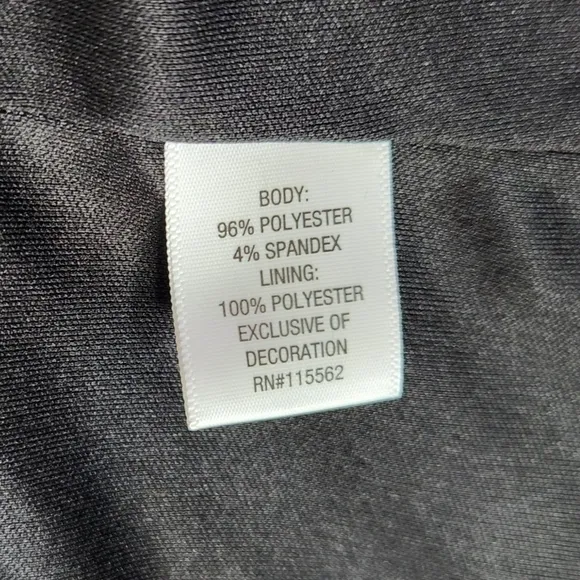 BODY:
96% POLYESTER
4% SPANDEX
LINING:
100% POLYESTER
EXCLUSIVE OF
DECORATION
RN#115562